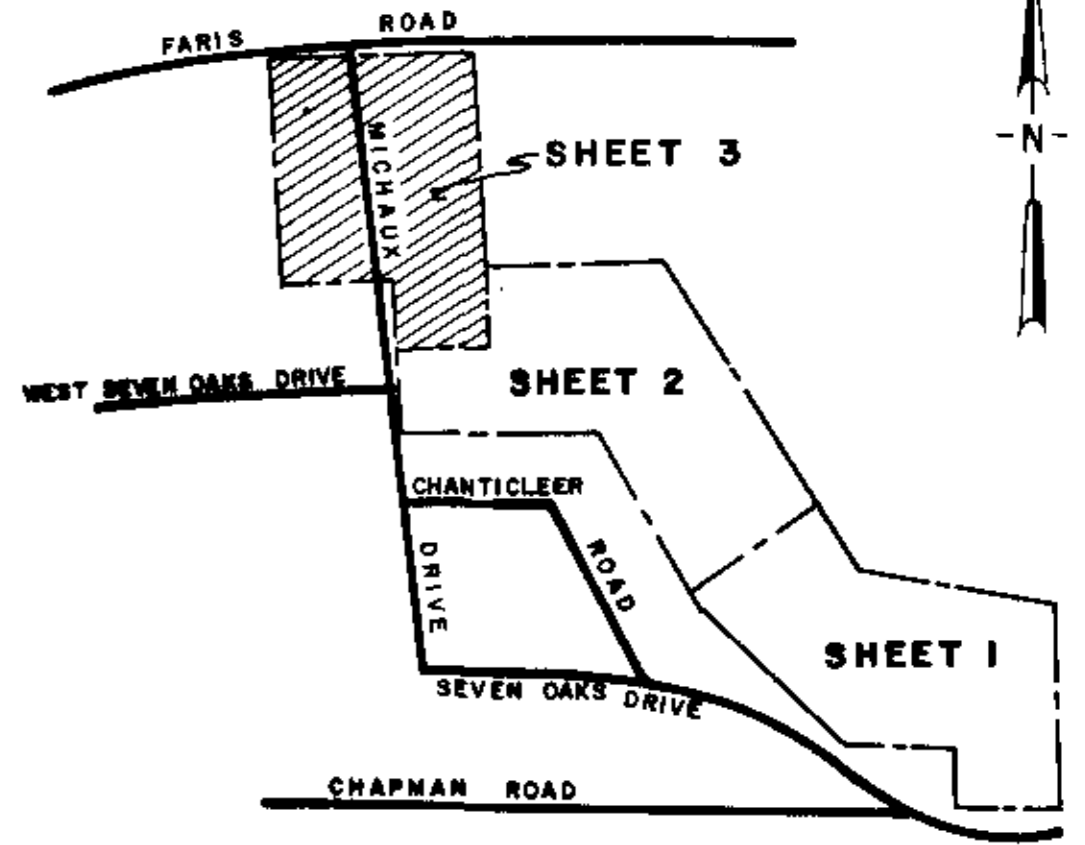 FARIS ROAD
-N-
MICHAUX
SHEET 3
WEST SEVEN OAKS DRIVE
SHEET 2
CHANTICLEER
ROAD
DRIVE
SHEET 1
SEVEN OAKS DRIVE
CHAPMAN ROAD